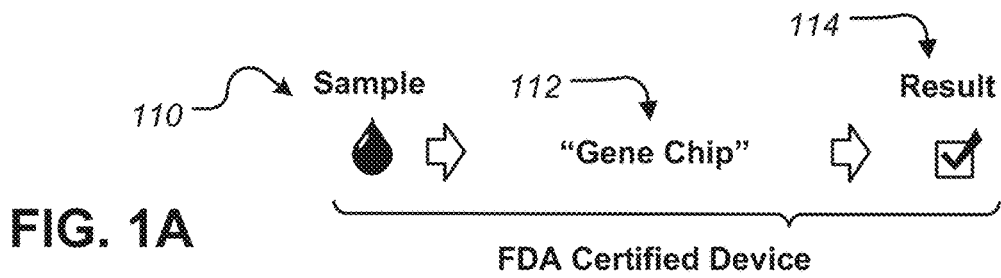 114
Sample
112
Result
110
“Gene Chip”
FIG. 1A
FDA Certified Device